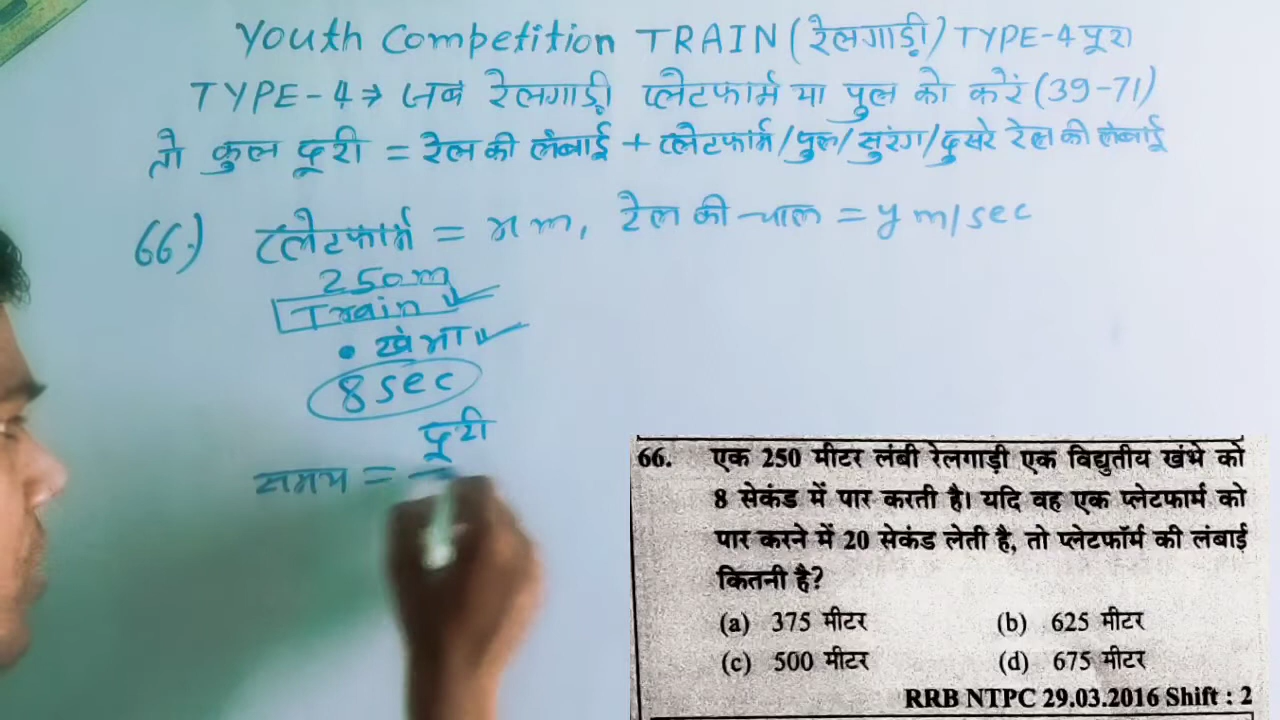 Youth Competition TRAIN (रेलगाड़ी) TYPE-4 पूरा
TYPE-4⇒ जब रेलगाड़ी प्लेटफार्म या पुल को करें (39-71)
तो कुल दूरी = रेल की लंबाई + प्लेटफार्म/पुल/सुरंग/दुसरे रेल की लंबाई
66.) प्लेटफार्म = x m, रेल की चाल = y m/sec
250m
Train
• खंभा
8 sec
दूरी
समय =
66. एक 250 मीटर लंबी रेलगाड़ी एक विद्युतीय खंभे को
8 सेकंड में पार करती है। यदि वह एक प्लेटफार्म को
पार करने में 20 सेकंड लेती है, तो प्लेटफॉर्म की लंबाई
कितनी है?
(a) 375 मीटर (b) 625 मीटर
(c) 500 मीटर (d) 675 मीटर
RRB NTPC 29.03.2016 Shift : 2